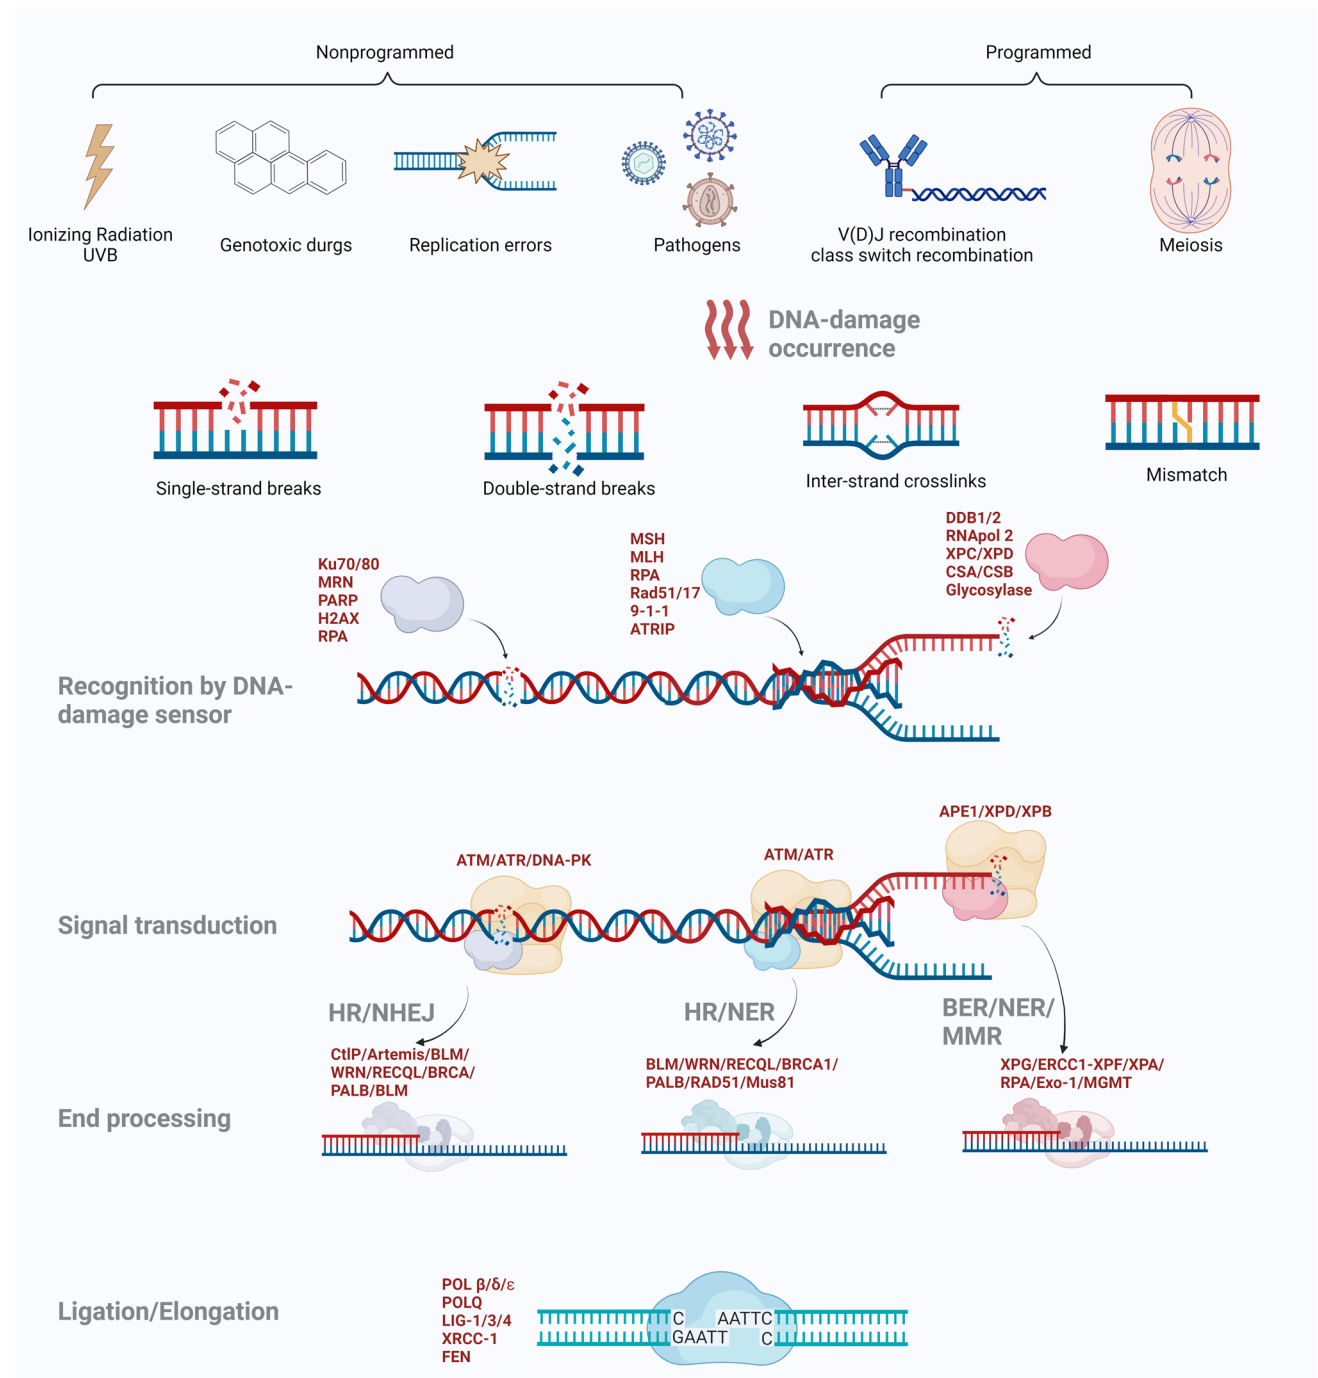 Nonprogrammed
Programmed
Ionizing Radiation
UVB
Genotoxic durgs
Replication errors
Pathogens
V(D)J recombination
class switch recombination
Meiosis
DNA-damage
occurrence
Single-strand breaks
Double-strand breaks
Inter-strand crosslinks
Mismatch
Ku70/80
MRN
PARP
H2AX
RPA
MSH
MLH
RPA
Rad51/17
9-1-1
ATRIP
DDB1/2
RNApol 2
XPC/XPD
CSA/CSB
Glycosylase
Recognition by DNA-
damage sensor
ATM/ATR/DNA-PK
ATM/ATR
APE1/XPD/XPB
Signal transduction
HR/NHEJ
HR/NER
BER/NER/
MMR
CtIP/Artemis/BLM/
WRN/RECQL/BRCA/
PALB/BLM
BLM/WRN/RECQL/BRCA1/
PALB/RAD51/Mus81
XPG/ERCC1-XPF/XPA/
RPA/Exo-1/MGMT
End processing
Ligation/Elongation
POL β/δ/ε
POLQ
LIG-1/3/4
XRCC-1
FEN
C AATTC
GAATT C